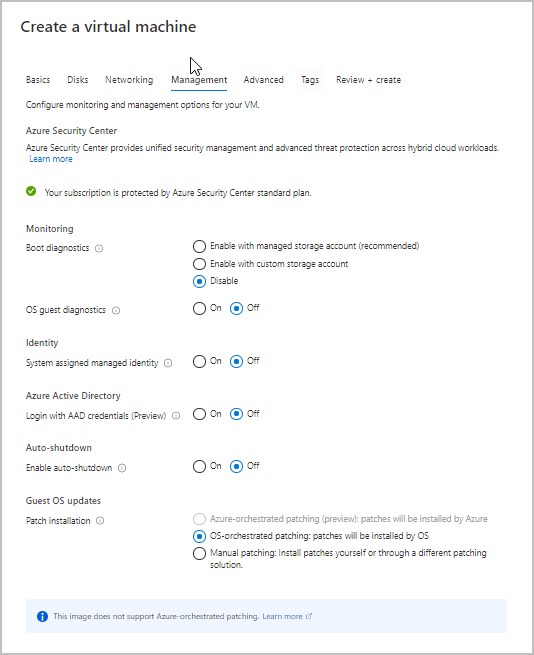 Create a virtual machine
Basics Disks Networking Management Advanced Tags Review + create
Configure monitoring and management options for your VM.
Azure Security Center
Azure Security Center provides unified security management and advanced threat protection across hybrid cloud workloads.
Learn more
Your subscription is protected by Azure Security Center standard plan.
Monitoring
Boot diagnostics
Enable with managed storage account (recommended)
Enable with custom storage account
Disable
OS guest diagnostics On Off
Identity
System assigned managed identity On Off
Azure Active Directory
Login with AAD credentials (Preview) On Off
Auto-shutdown
Enable auto-shutdown On Off
Guest OS updates
Patch installation
Azure-orchestrated patching (preview): patches will be installed by Azure
OS-orchestrated patching: patches will be installed by OS
Manual patching: Install patches yourself or through a different patching
solution.
This image does not support Azure-orchestrated patching. Learn more